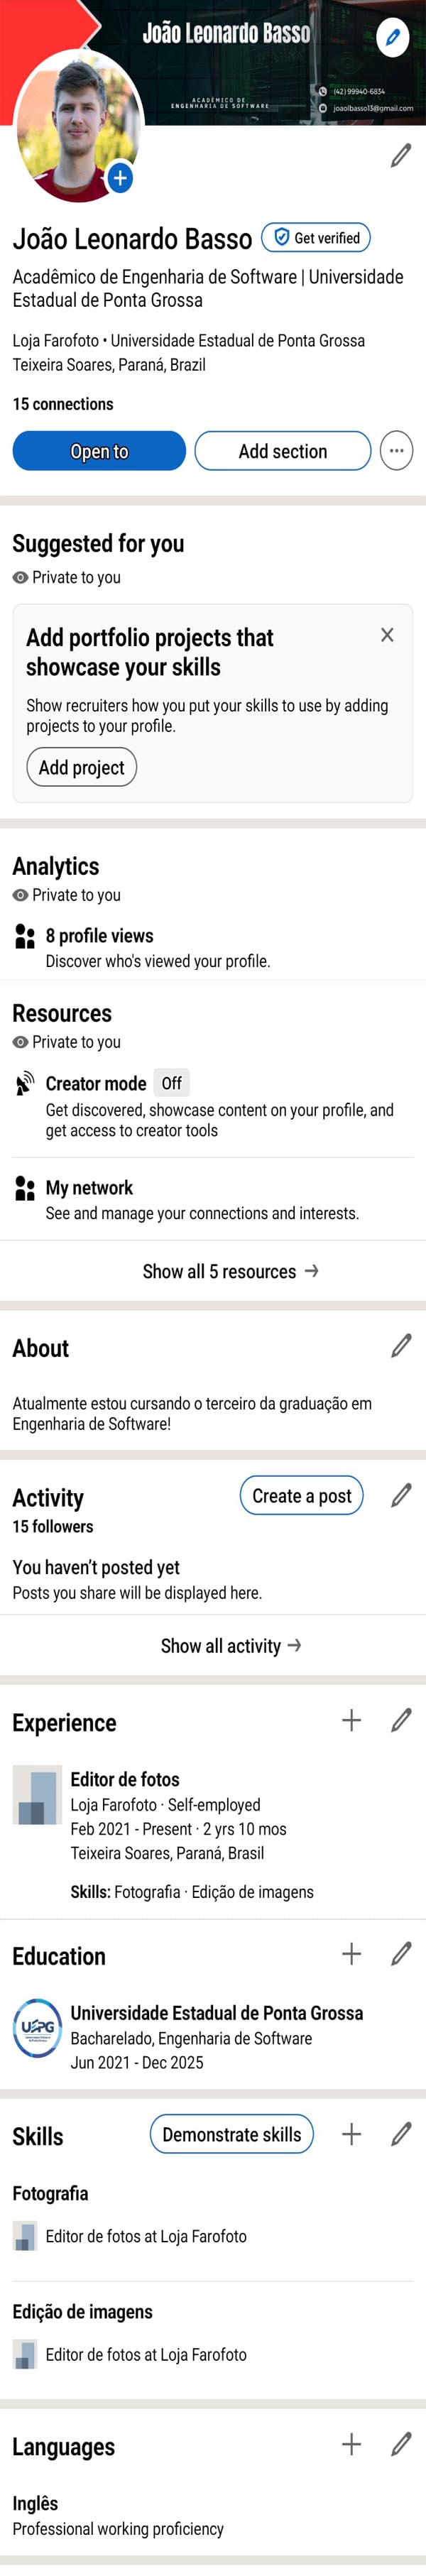 João Leonardo Basso
ACADÊMICO DE
ENGENHARIA DE SOFTWARE
(42) 99940-6834
joaolbasso13@gmail.com
João Leonardo Basso Get verified
Acadêmico de Engenharia de Software | Universidade
Estadual de Ponta Grossa
Loja Farofoto • Universidade Estadual de Ponta Grossa
Teixeira Soares, Paraná, Brazil
15 connections
Open to Add section
Suggested for you
Private to you
Add portfolio projects that
showcase your skills
Show recruiters how you put your skills to use by adding
projects to your profile.
Add project
Analytics
Private to you
8 profile views
Discover who's viewed your profile.
Resources
Private to you
Creator mode Off
Get discovered, showcase content on your profile, and
get access to creator tools
My network
See and manage your connections and interests.
Show all 5 resources →
About
Atualmente estou cursando o terceiro da graduação em
Engenharia de Software!
Activity Create a post
15 followers
You haven't posted yet
Posts you share will be displayed here.
Show all activity →
Experience
Editor de fotos
Loja Farofoto · Self-employed
Feb 2021 - Present · 2 yrs 10 mos
Teixeira Soares, Paraná, Brasil
Skills: Fotografia · Edição de imagens
Education
UEPG
Universidade Estadual de Ponta Grossa
Bacharelado, Engenharia de Software
Jun 2021 - Dec 2025
Skills Demonstrate skills
Fotografia
Editor de fotos at Loja Farofoto
Edição de imagens
Editor de fotos at Loja Farofoto
Languages
Inglês
Professional working proficiency